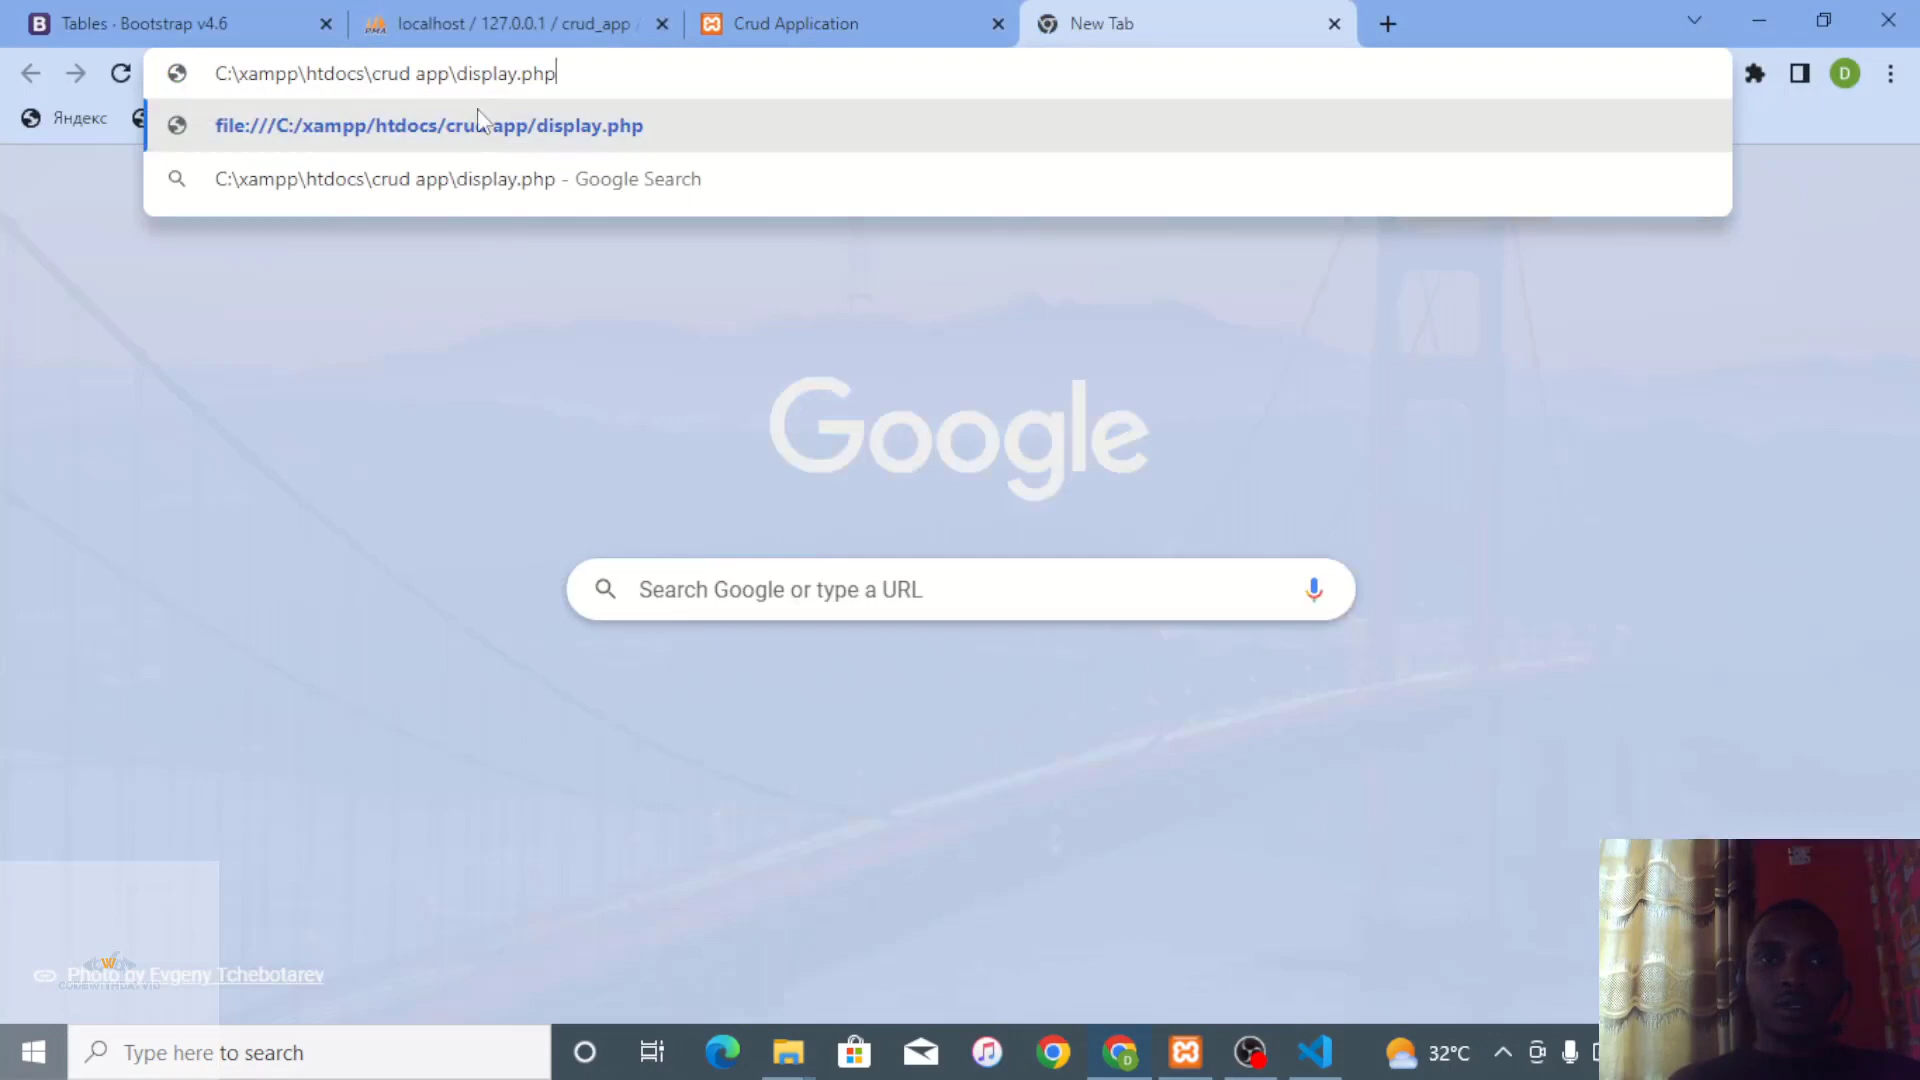 Tables · Bootstrap v4.6
localhost / 127.0.0.1 / crud_app
Crud Application
New Tab
C:\xampp\htdocs\crud app\display.php
D
Яндекс
file:///C:/xampp/htdocs/crud app/display.php
C:\xampp\htdocs\crud app\display.php - Google Search
Google
Search Google or type a URL
Photo by Evgeny Tchebotarev
Type here to search
32°C